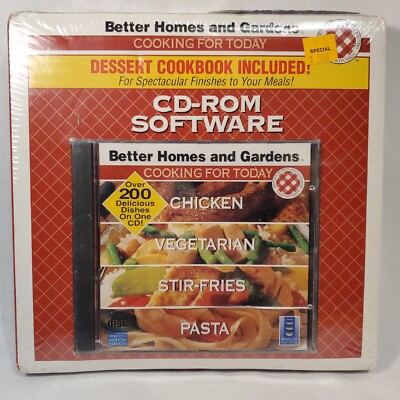 Better Homes and Gardens
COOKING FOR TODAY
SPECIAL
DESSERT COOKBOOK INCLUDED!
For Spectacular Finishes to Your Meals!
CD-ROM
SOFTWARE
Better Homes and Gardens
COOKING FOR TODAY
Over
200
Delicious
Dishes
On One
CD!
CHICKEN
VEGETARIAN
STIR-FRIES
PASTA
disc